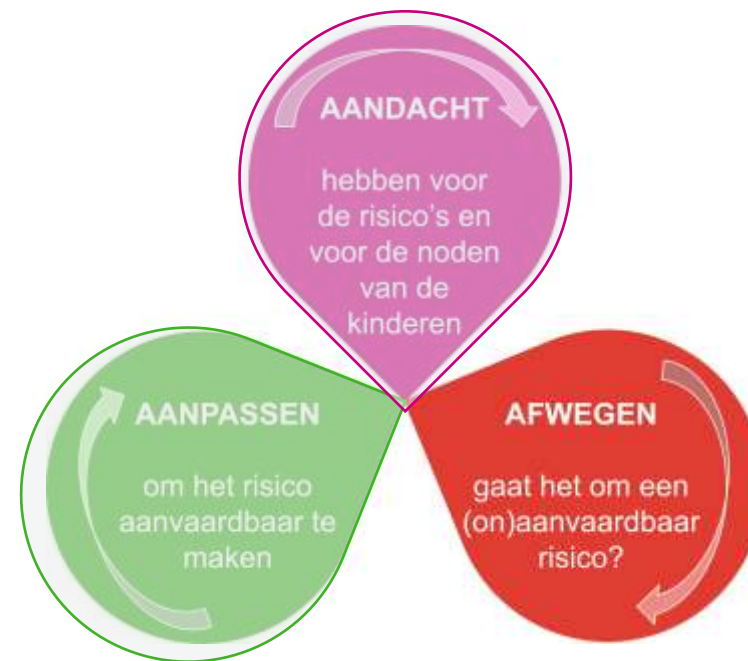 AANDACHT
hebben voor
de risico's en
voor de noden
van de
kinderen
AFWEGEN
gaat het om een
(on)aanvaardbaar
risico?
AANPASSEN
om het risico
aanvaardbaar te
maken